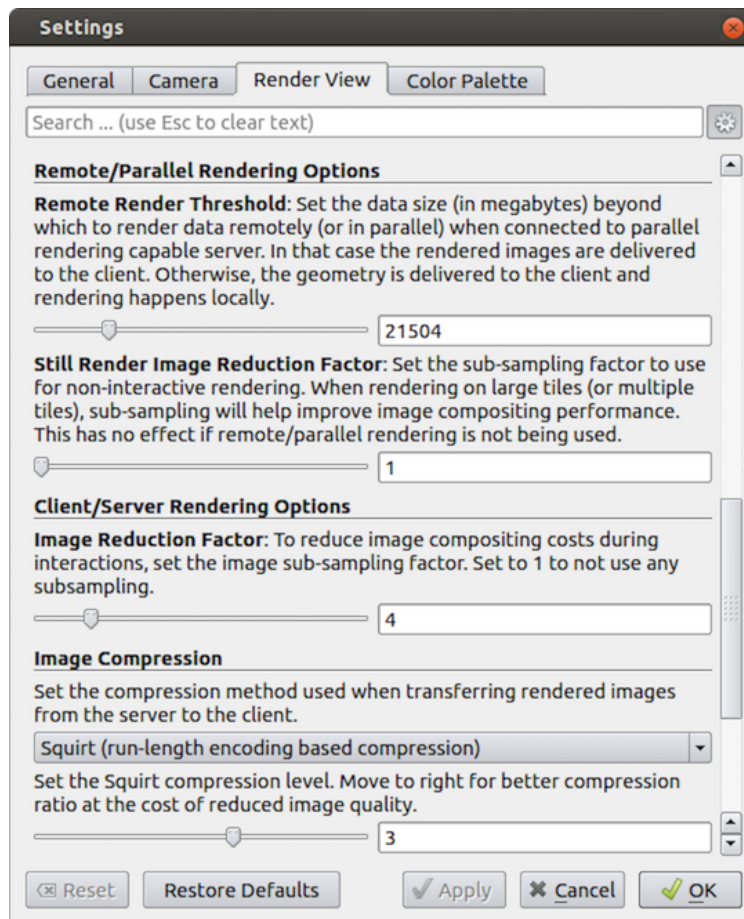 Settings
General Camera Render View Color Palette
Search ... (use Esc to clear text)
Remote/Parallel Rendering Options
Remote Render Threshold: Set the data size (in megabytes) beyond
which to render data remotely (or in parallel) when connected to parallel
rendering capable server. In that case the rendered images are delivered
to the client. Otherwise, the geometry is delivered to the client and
rendering happens locally.
21504
Still Render Image Reduction Factor: Set the sub-sampling factor to use
for non-interactive rendering. When rendering on large tiles (or multiple
tiles), sub-sampling will help improve image compositing performance.
This has no effect if remote/parallel rendering is not being used.
1
Client/Server Rendering Options
Image Reduction Factor: To reduce image compositing costs during
interactions, set the image sub-sampling factor. Set to 1 to not use any
subsampling.
4
Image Compression
Set the compression method used when transferring rendered images
from the server to the client.
Squirt (run-length encoding based compression)
Set the Squirt compression level. Move to right for better compression
ratio at the cost of reduced image quality.
3
Reset Restore Defaults Apply Cancel OK